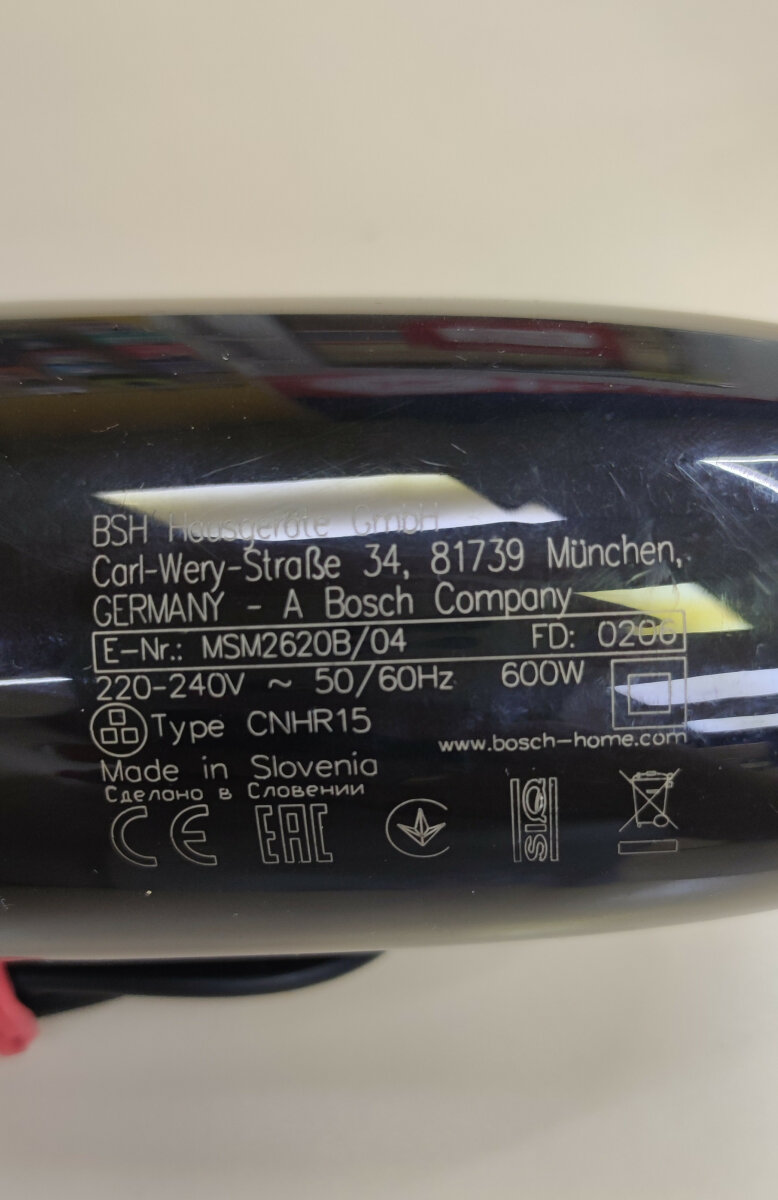 BSH Hausgeräte GmbH
Carl-Wery-Straße 34, 81739 München,
GERMANY - A Bosch Company
E-Nr.: MSM2620B/04 FD: 0206
220-240V ~ 50/60Hz 600W
Type CNHR15
www.bosch-home.com
Made in Slovenia
Сделано в Словении
CE EAC SIQ